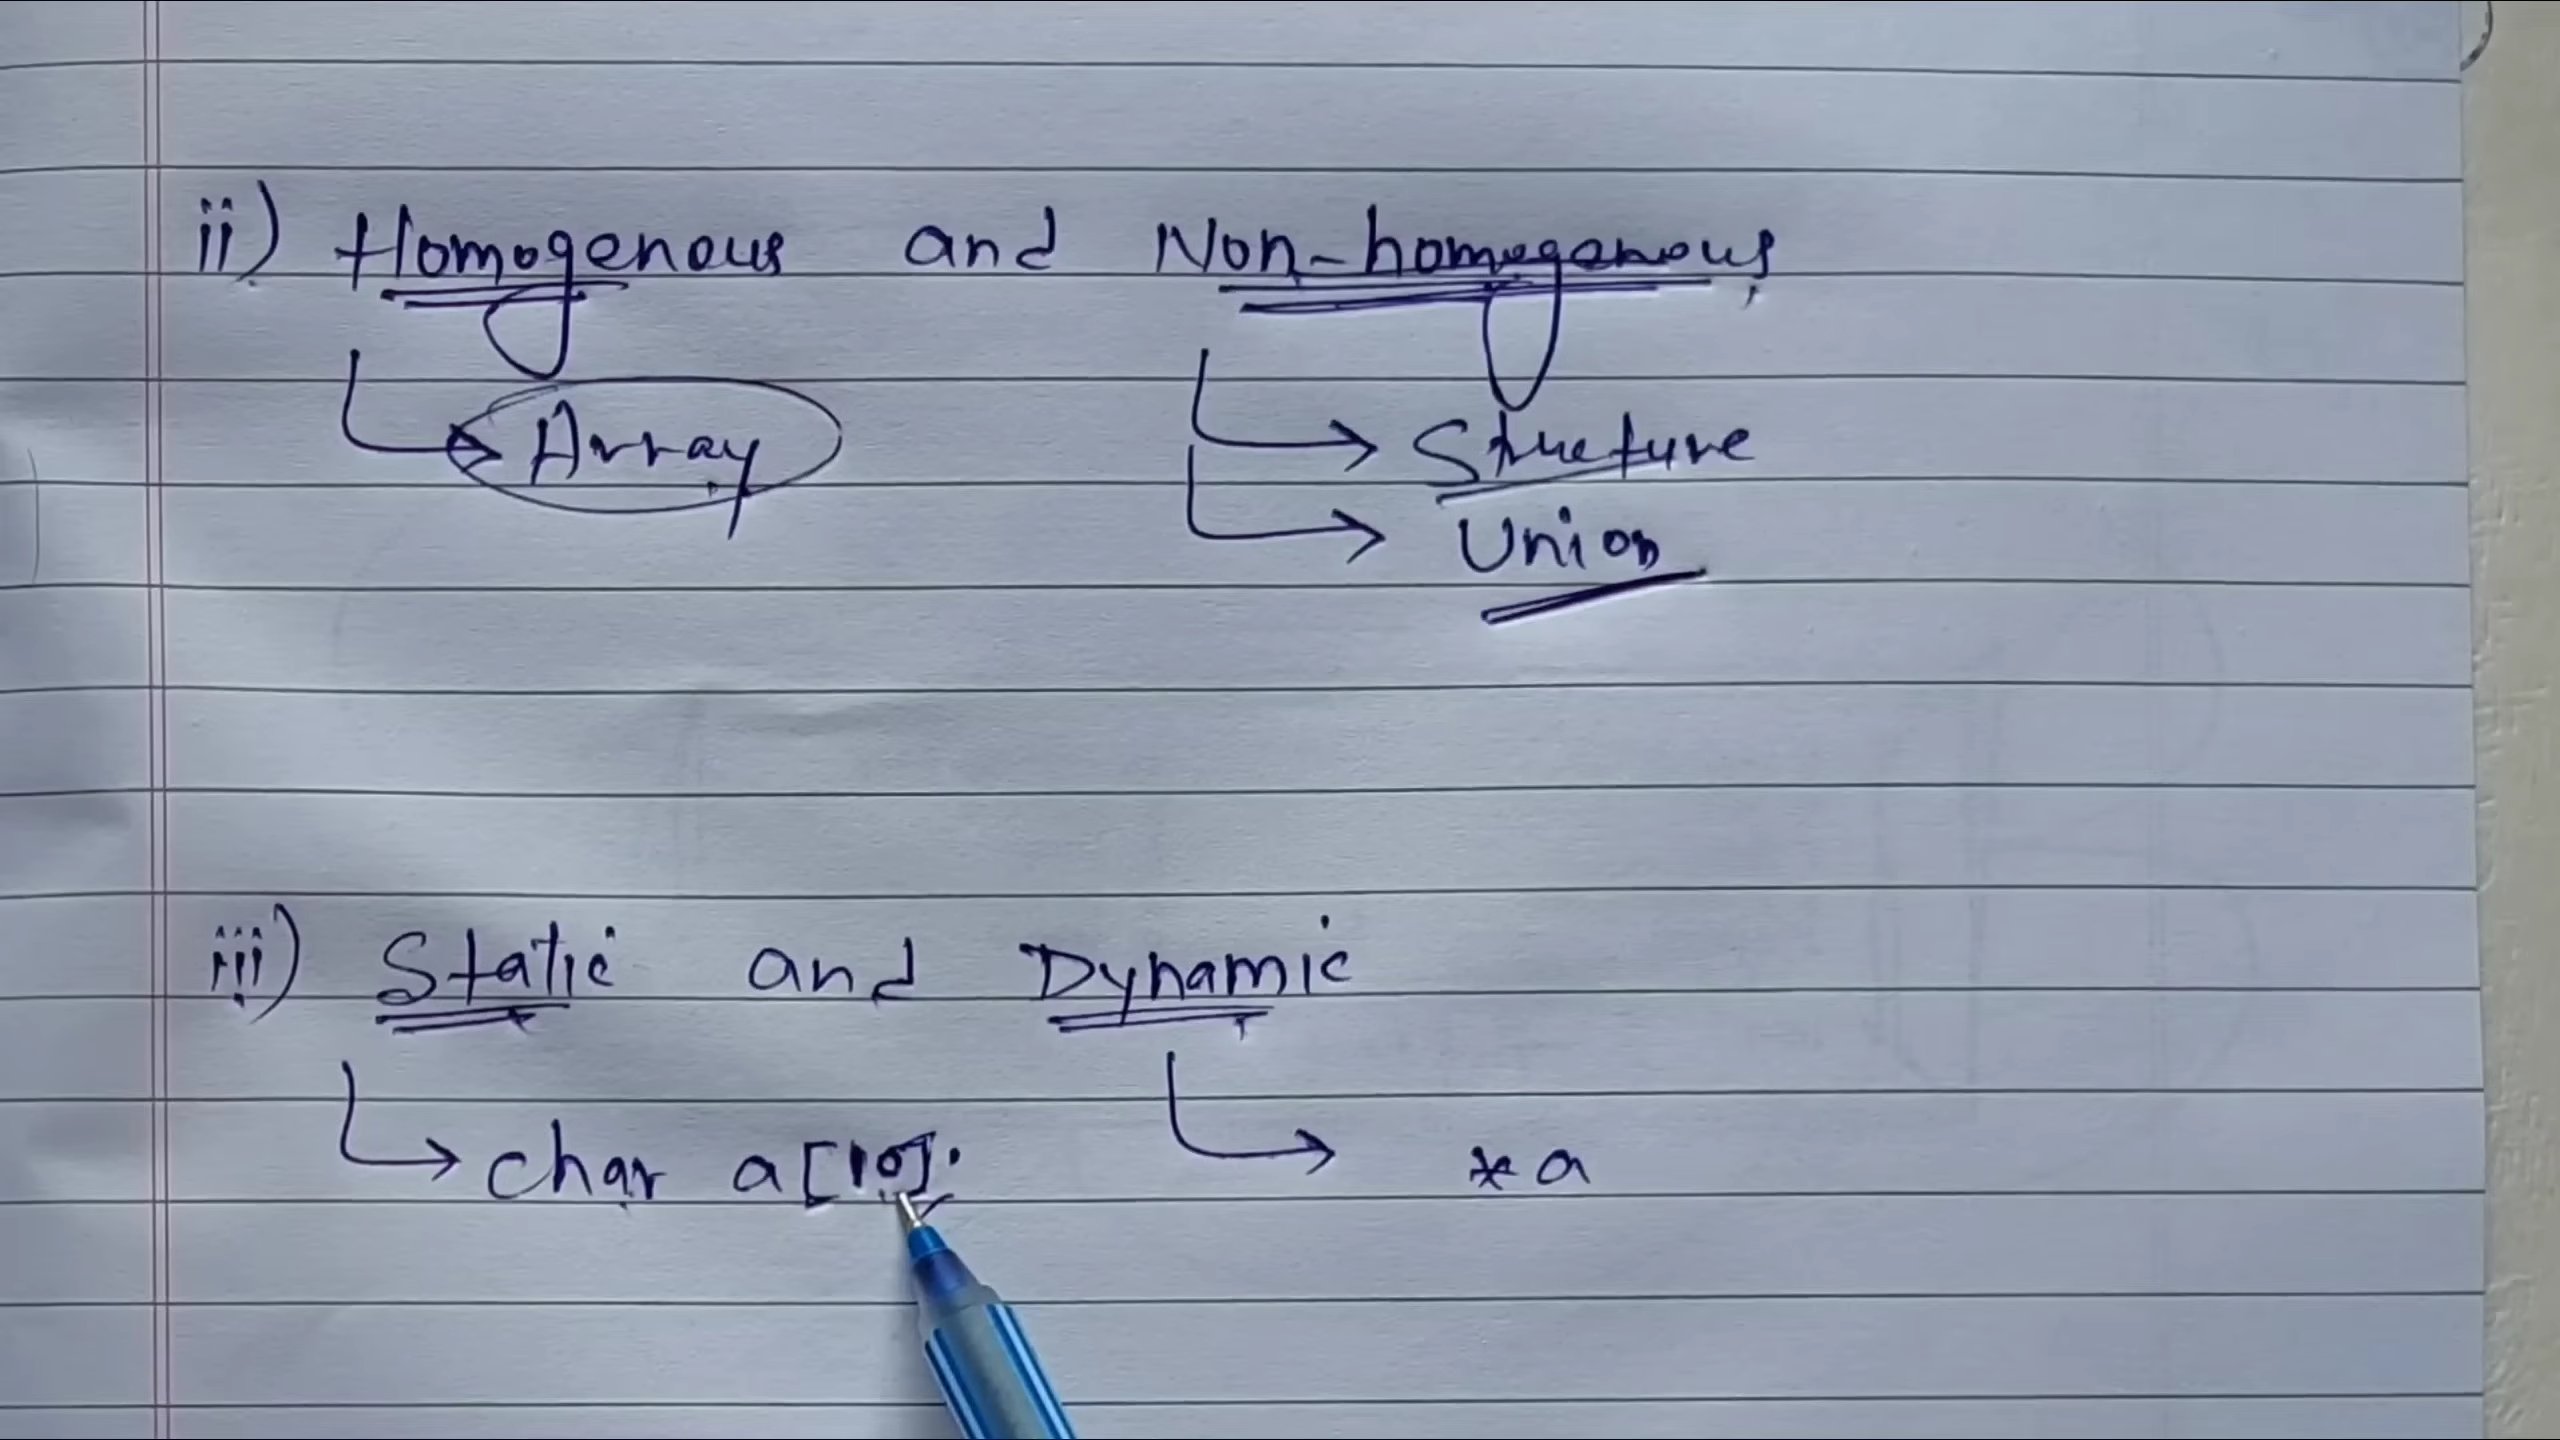 ii) Homogenous and Non-homogenous
Array Structure
Union
iii) Static and Dynamic
char a[10]; *a